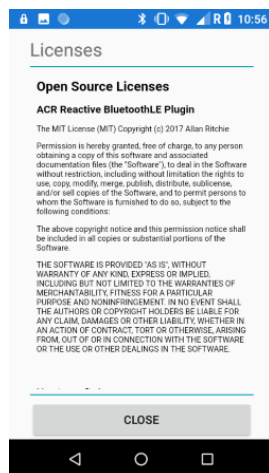 R 10:56
Licenses
Open Source Licenses
ACR Reactive BluetoothLE Plugin
The MIT License (MIT) Copyright (c) 2017 Allan Ritchie
Permission is hereby granted, free of charge, to any person
obtaining a copy of this software and associated
documentation files (the "Software"), to deal in the Software
without restriction, including without limitation the rights to
use, copy, modify, merge, publish, distribute, sublicense,
and/or sell copies of the Software, and to permit persons to
whom the Software is furnished to do so, subject to the
following conditions:
The above copyright notice and this permission notice shall
be included in all copies or substantial portions of the
Software.
THE SOFTWARE IS PROVIDED "AS IS", WITHOUT
WARRANTY OF ANY KIND, EXPRESS OR IMPLIED,
INCLUDING BUT NOT LIMITED TO THE WARRANTIES OF
MERCHANTABILITY, FITNESS FOR A PARTICULAR
PURPOSE AND NONINFRINGEMENT. IN NO EVENT SHALL
THE AUTHORS OR COPYRIGHT HOLDERS BE LIABLE FOR
ANY CLAIM, DAMAGES OR OTHER LIABILITY, WHETHER IN
AN ACTION OF CONTRACT, TORT OR OTHERWISE, ARISING
FROM, OUT OF OR IN CONNECTION WITH THE SOFTWARE
OR THE USE OR OTHER DEALINGS IN THE SOFTWARE.
CLOSE